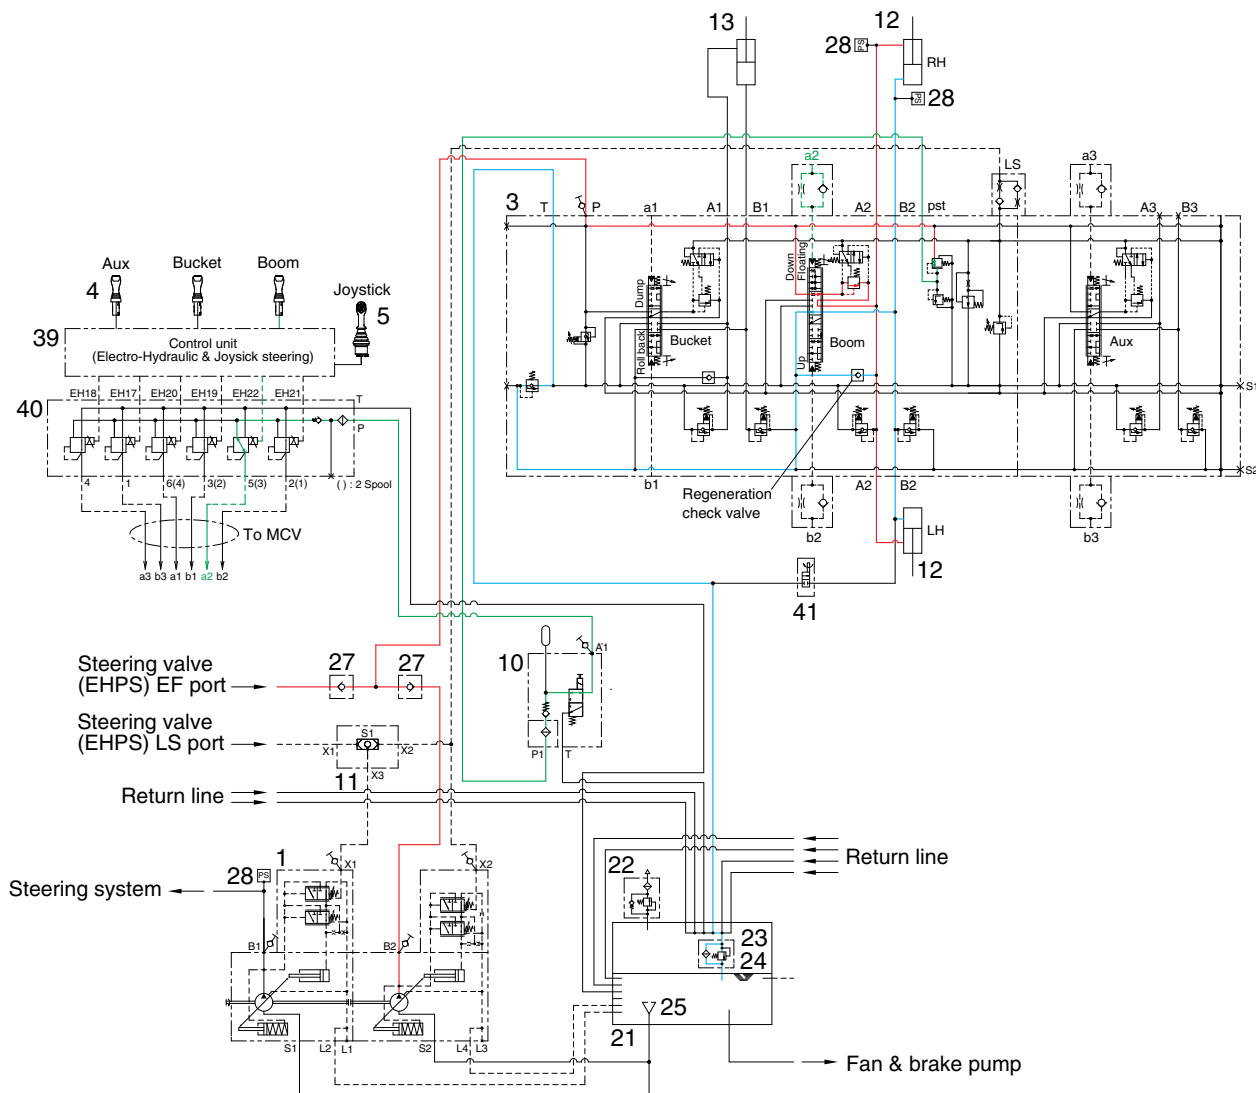 13
12
28
PS
RH
PS
28
a2
LS
a3
3
T
P
a1
A1
B1
A2
B2
pst
A3
B3
Aux
Bucket
Boom
Joystick
4
5
Down
Floating
Dump
Roll back
Bucket
Up
Boom
Aux
39
Control unit
(Electro-Hydraulic & Joysick steering)
EH18
EH17
EH20
EH19
EH22
EH21
T
40
P
S1
4
1
6(4)
3(2)
5(3)
2(1)
( ) : 2 Spool
S2
b1
A2
B2
Regeneration
check valve
To MCV
b2
LH
b3
a3
b3
a1
b1
a2
b2
12
41
Steering valve
(EHPS) EF port
27
27
10
A1
Steering valve
(EHPS) LS port
S1
X1
X2
X3
11
P1
T
Return line
Return line
1
X1
X2
22
28
PS
Steering system
B1
B2
23
24
25
21
S1
L2
L1
S2
L4
L3
Fan & brake pump